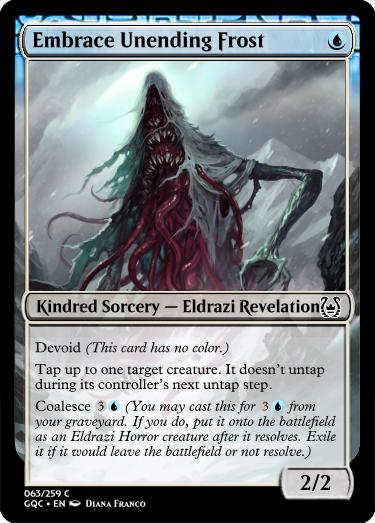 Embrace Unending Frost
Kindred Sorcery — Eldrazi Revelation
Devoid (This card has no color.)
Tap up to one target creature. It doesn't untap
during its controller's next untap step.
Coalesce 3 (You may cast this for 3 from
your graveyard. If you do, put it onto the battlefield
as an Eldrazi Horror creature after it resolves. Exile
it if it would leave the battlefield or not resolve.)
2/2
063/259 C
GQC • EN Diana Franco